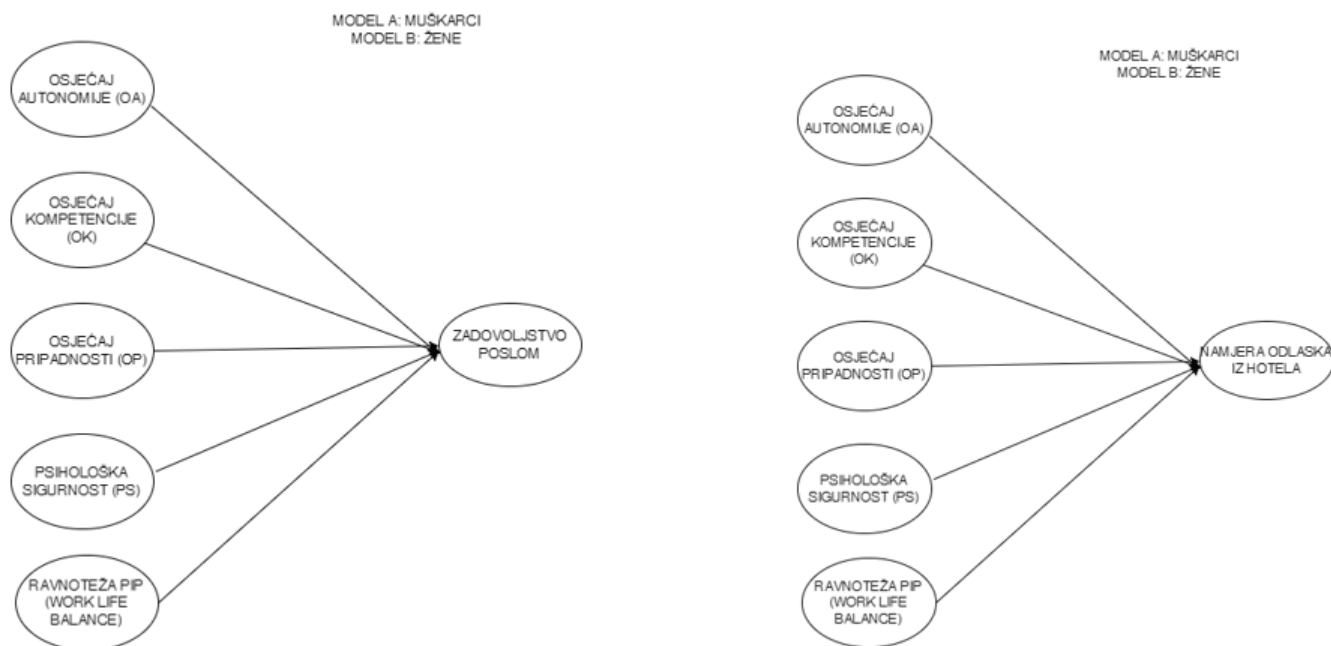 MODEL A: MUŠKARCI
MODEL B: ŽENE
OSJEĆAJ
AUTONOMIJE (OA)
OSJEĆAJ
KOMPETENCIJE
(OK)
OSJEĆAJ
PRIPADNOSTI (OP)
PSIHOLOŠKA
SIGURNOST (PS)
RAVNOTEŽA PIP
(WORK LIFE
BALANCE)
ZADOVOLJSTVO
POSLOM
MODEL A: MUŠKARCI
MODEL B: ŽENE
OSJEĆAJ
AUTONOMIJE (OA)
OSJEĆAJ
KOMPETENCIJE
(OK)
OSJEĆAJ
PRIPADNOSTI (OP)
PSIHOLOŠKA
SIGURNOST (PS)
RAVNOTEŽA PIP
(WORK LIFE
BALANCE)
NAMJERA ODLASKA
IZ HOTELA